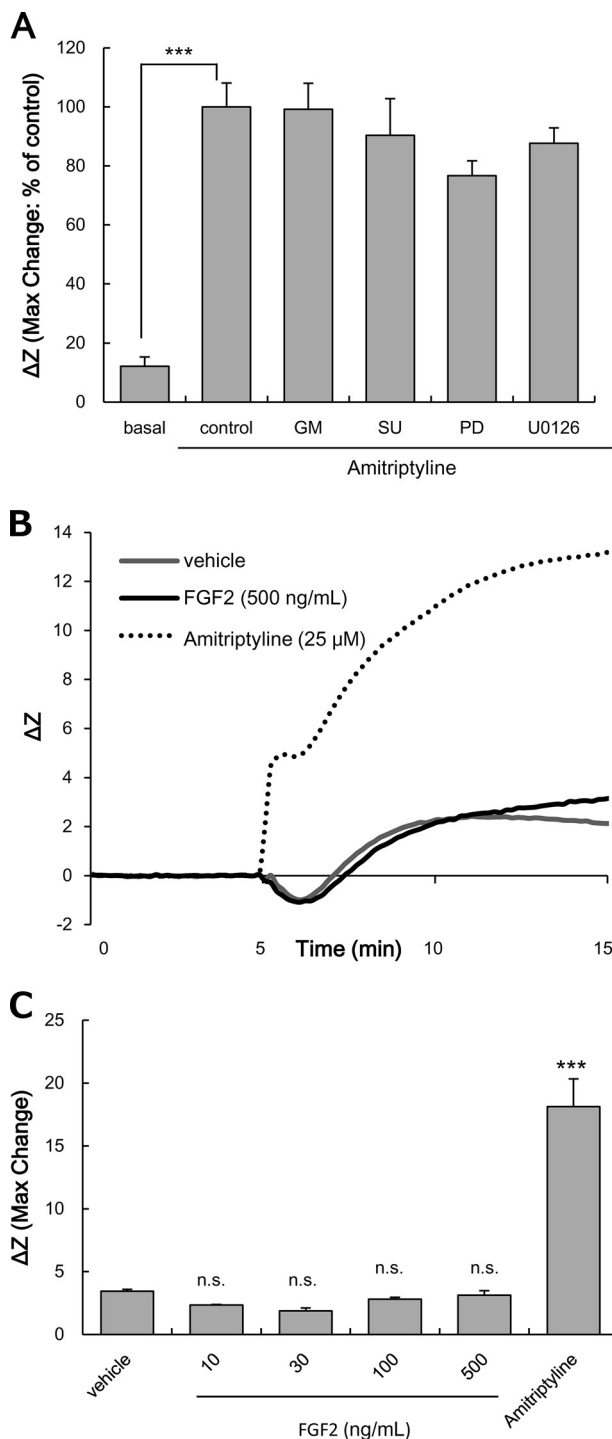 A
ΔZ (Max Change: % of control)
120
100
80
60
40
20
0
***
basal control GM SU PD U0126
Amitriptyline
B
ΔZ
14
12
10
8
6
4
2
0
-2
vehicle
FGF2 (500 ng/mL)
Amitriptyline (25 μM)
0 5 10 15
Time (min)
C
ΔZ (Max Change)
25
20
15
10
5
0
n.s. n.s. n.s. n.s. ***
vehicle 10 30 100 500 Amitriptyline
FGF2 (ng/mL)